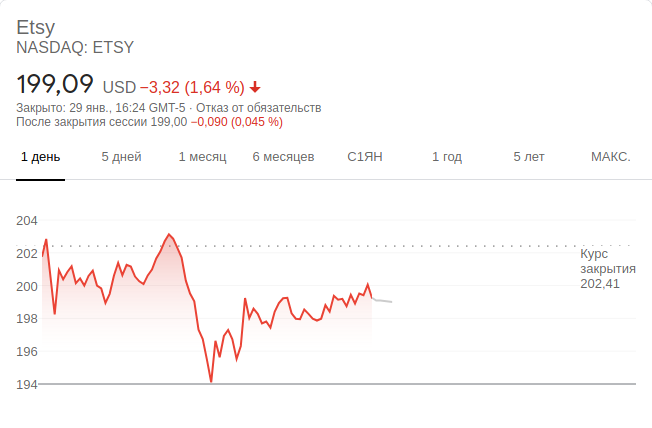 Etsy
NASDAQ: ETSY
199,09 USD −3,32 (1,64 %)
Закрыто: 29 янв., 16:24 GMT-5 · Отказ от обязательств
После закрытия сессии 199,00 −0,090 (0,045 %)
1 день 5 дней 1 месяц 6 месяцев С1ЯН 1 год 5 лет МАКС.
204
202
200
198
196
194
Курс
закрытия
202,41